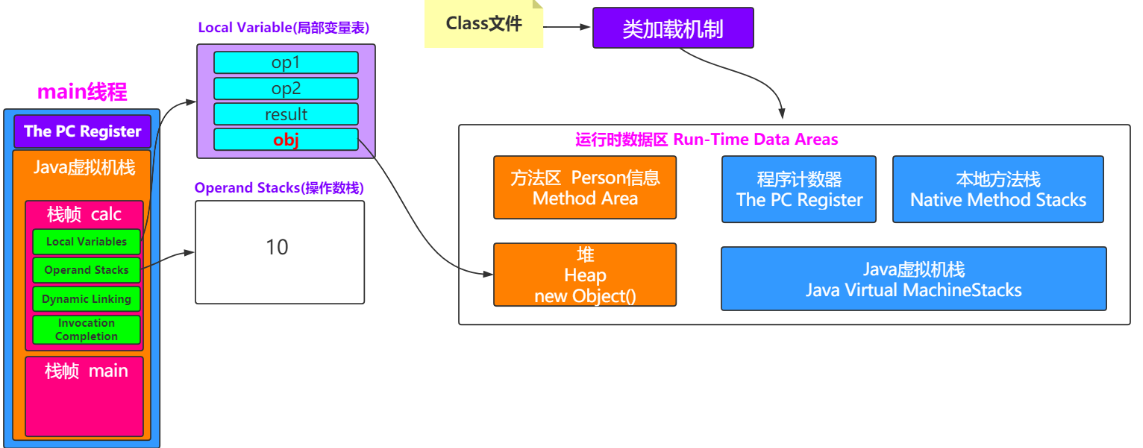 Class文件
类加载机制
Local Variable(局部变量表)
op1
op2
result
obj
main线程
The PC Register
Java虚拟机栈
栈帧 calc
Local Variables
Operand Stacks
Dynamic Linking
Invocation
Completion
栈帧 main
Operand Stacks(操作数栈)
10
运行时数据区 Run-Time Data Areas
方法区 Person信息
Method Area
程序计数器
The PC Register
本地方法栈
Native Method Stacks
堆
Heap
new Object()
Java虚拟机栈
Java Virtual MachineStacks